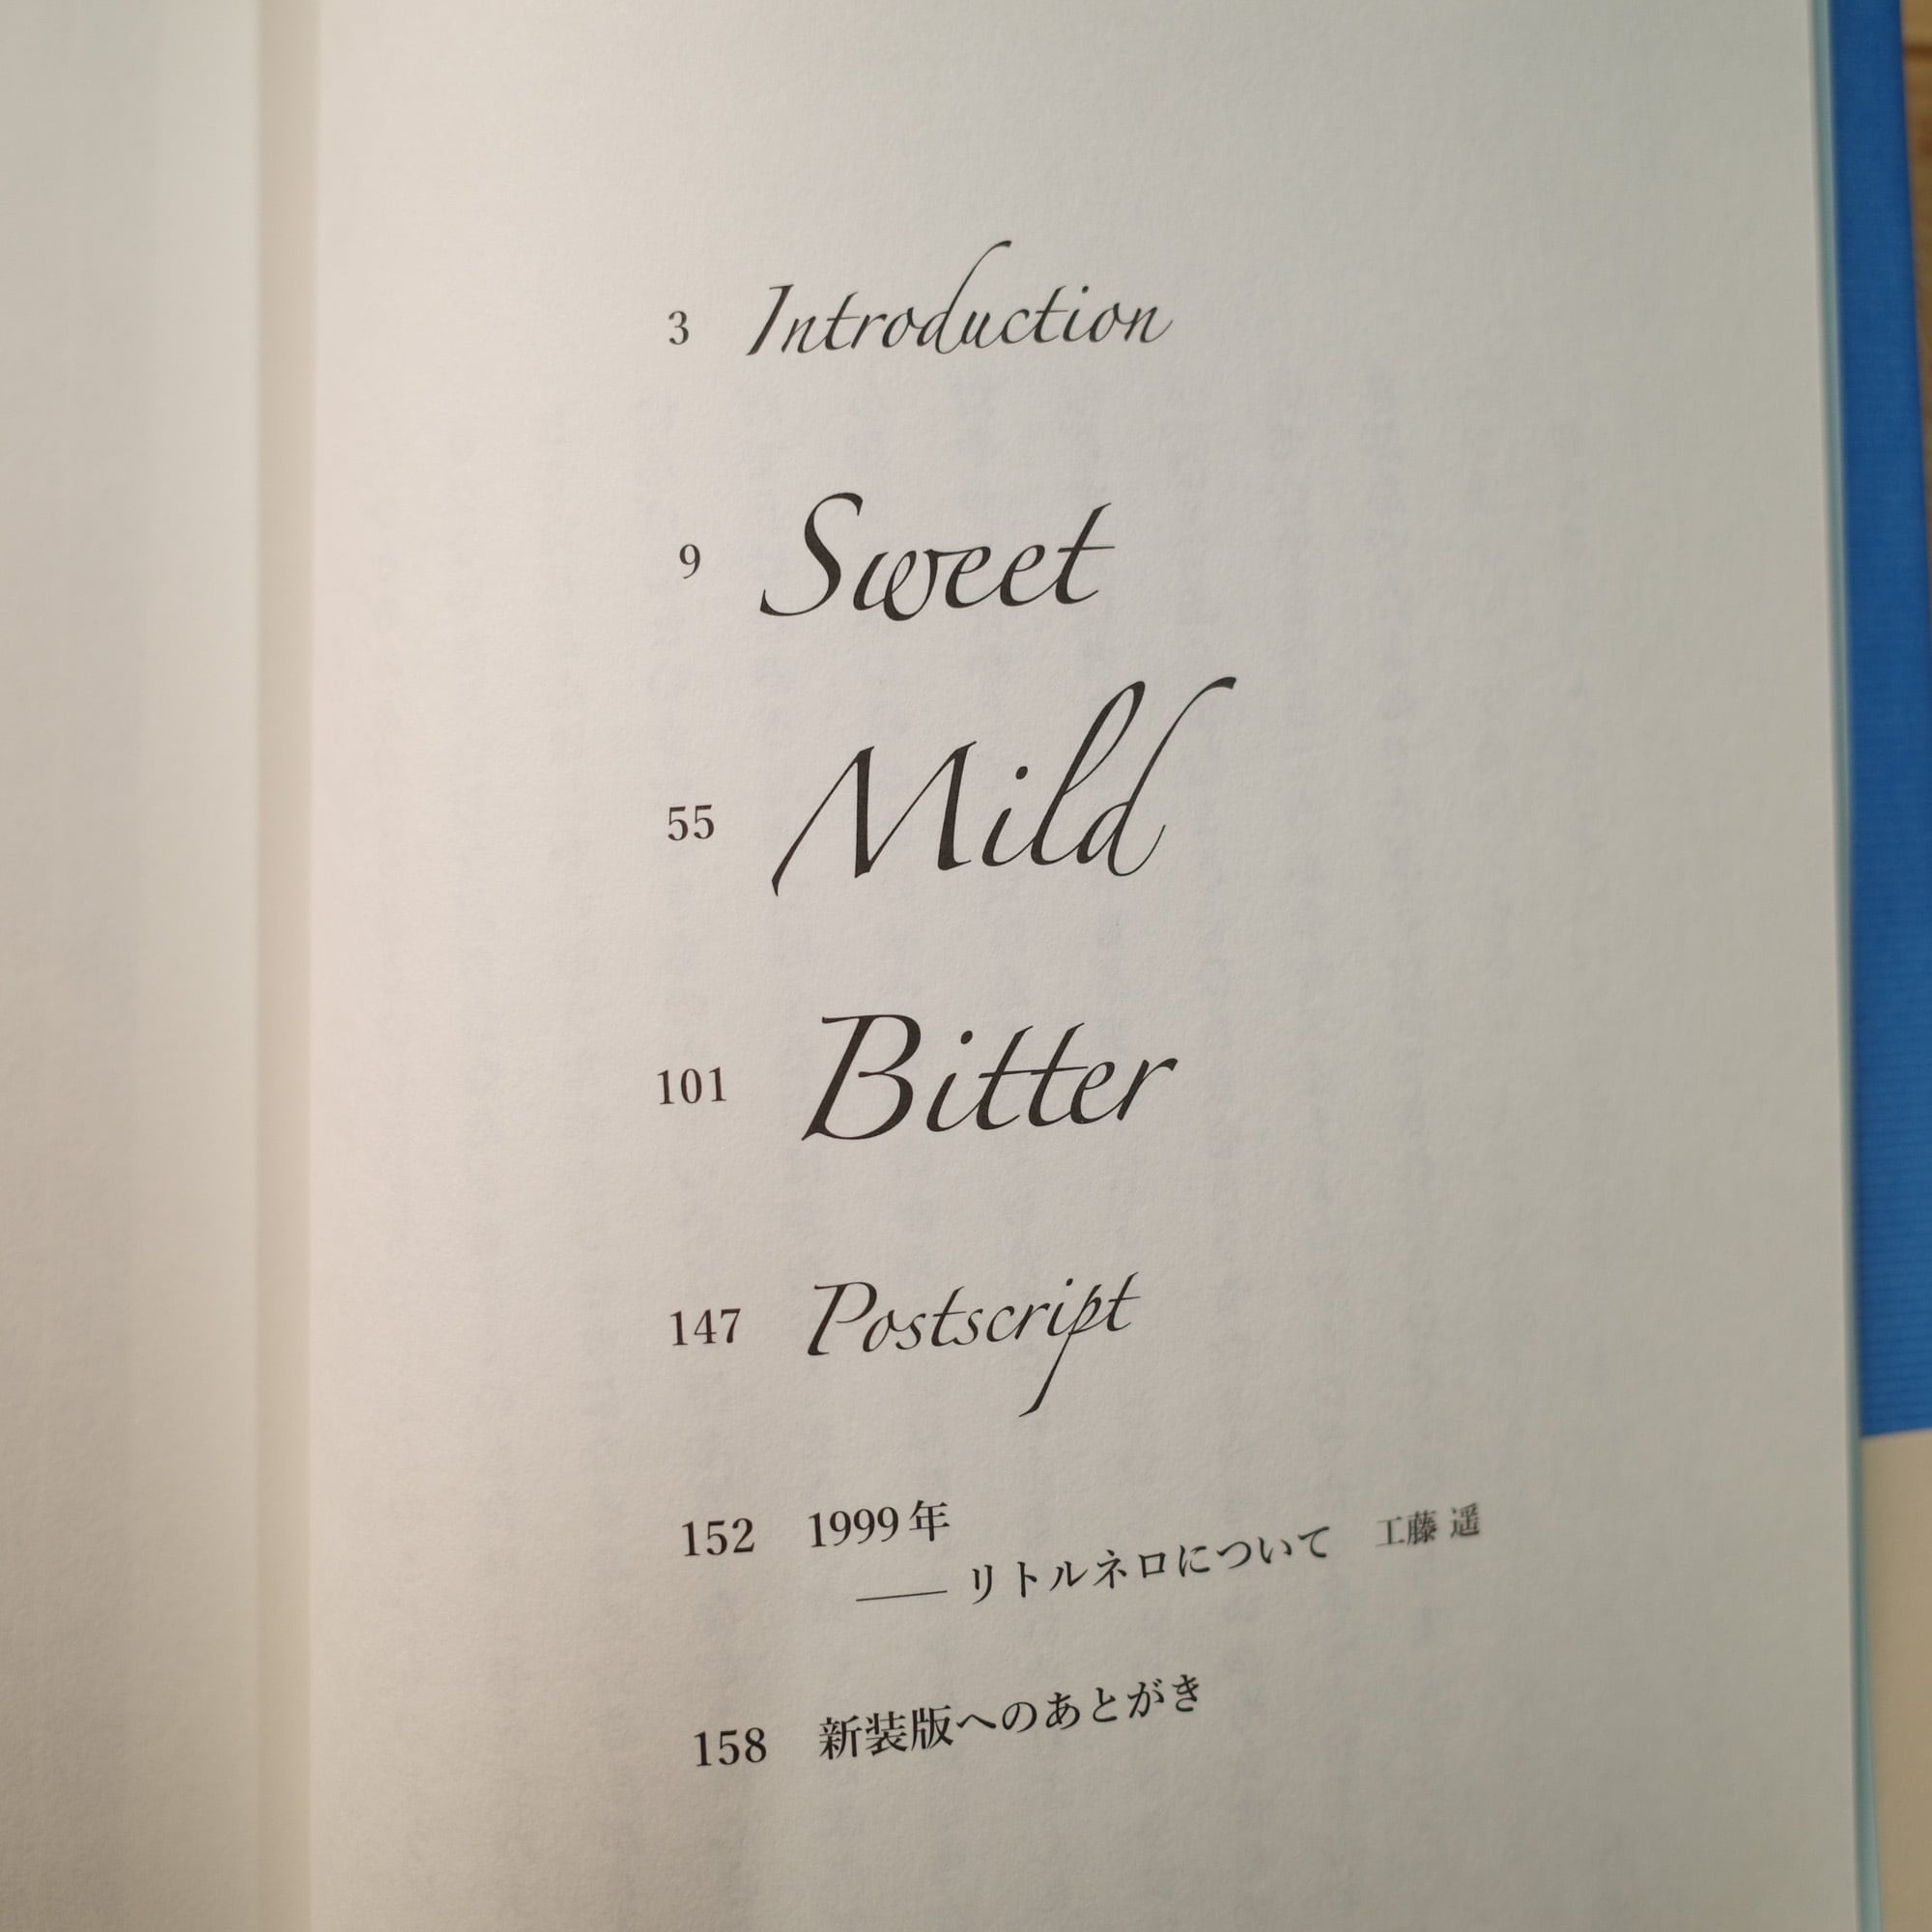 3 Introduction
9 Sweet
55 Mild
101 Bitter
147 Postscript
152 1999年
—— リトルネロについて 工藤 遥
158 新装版へのあとがき